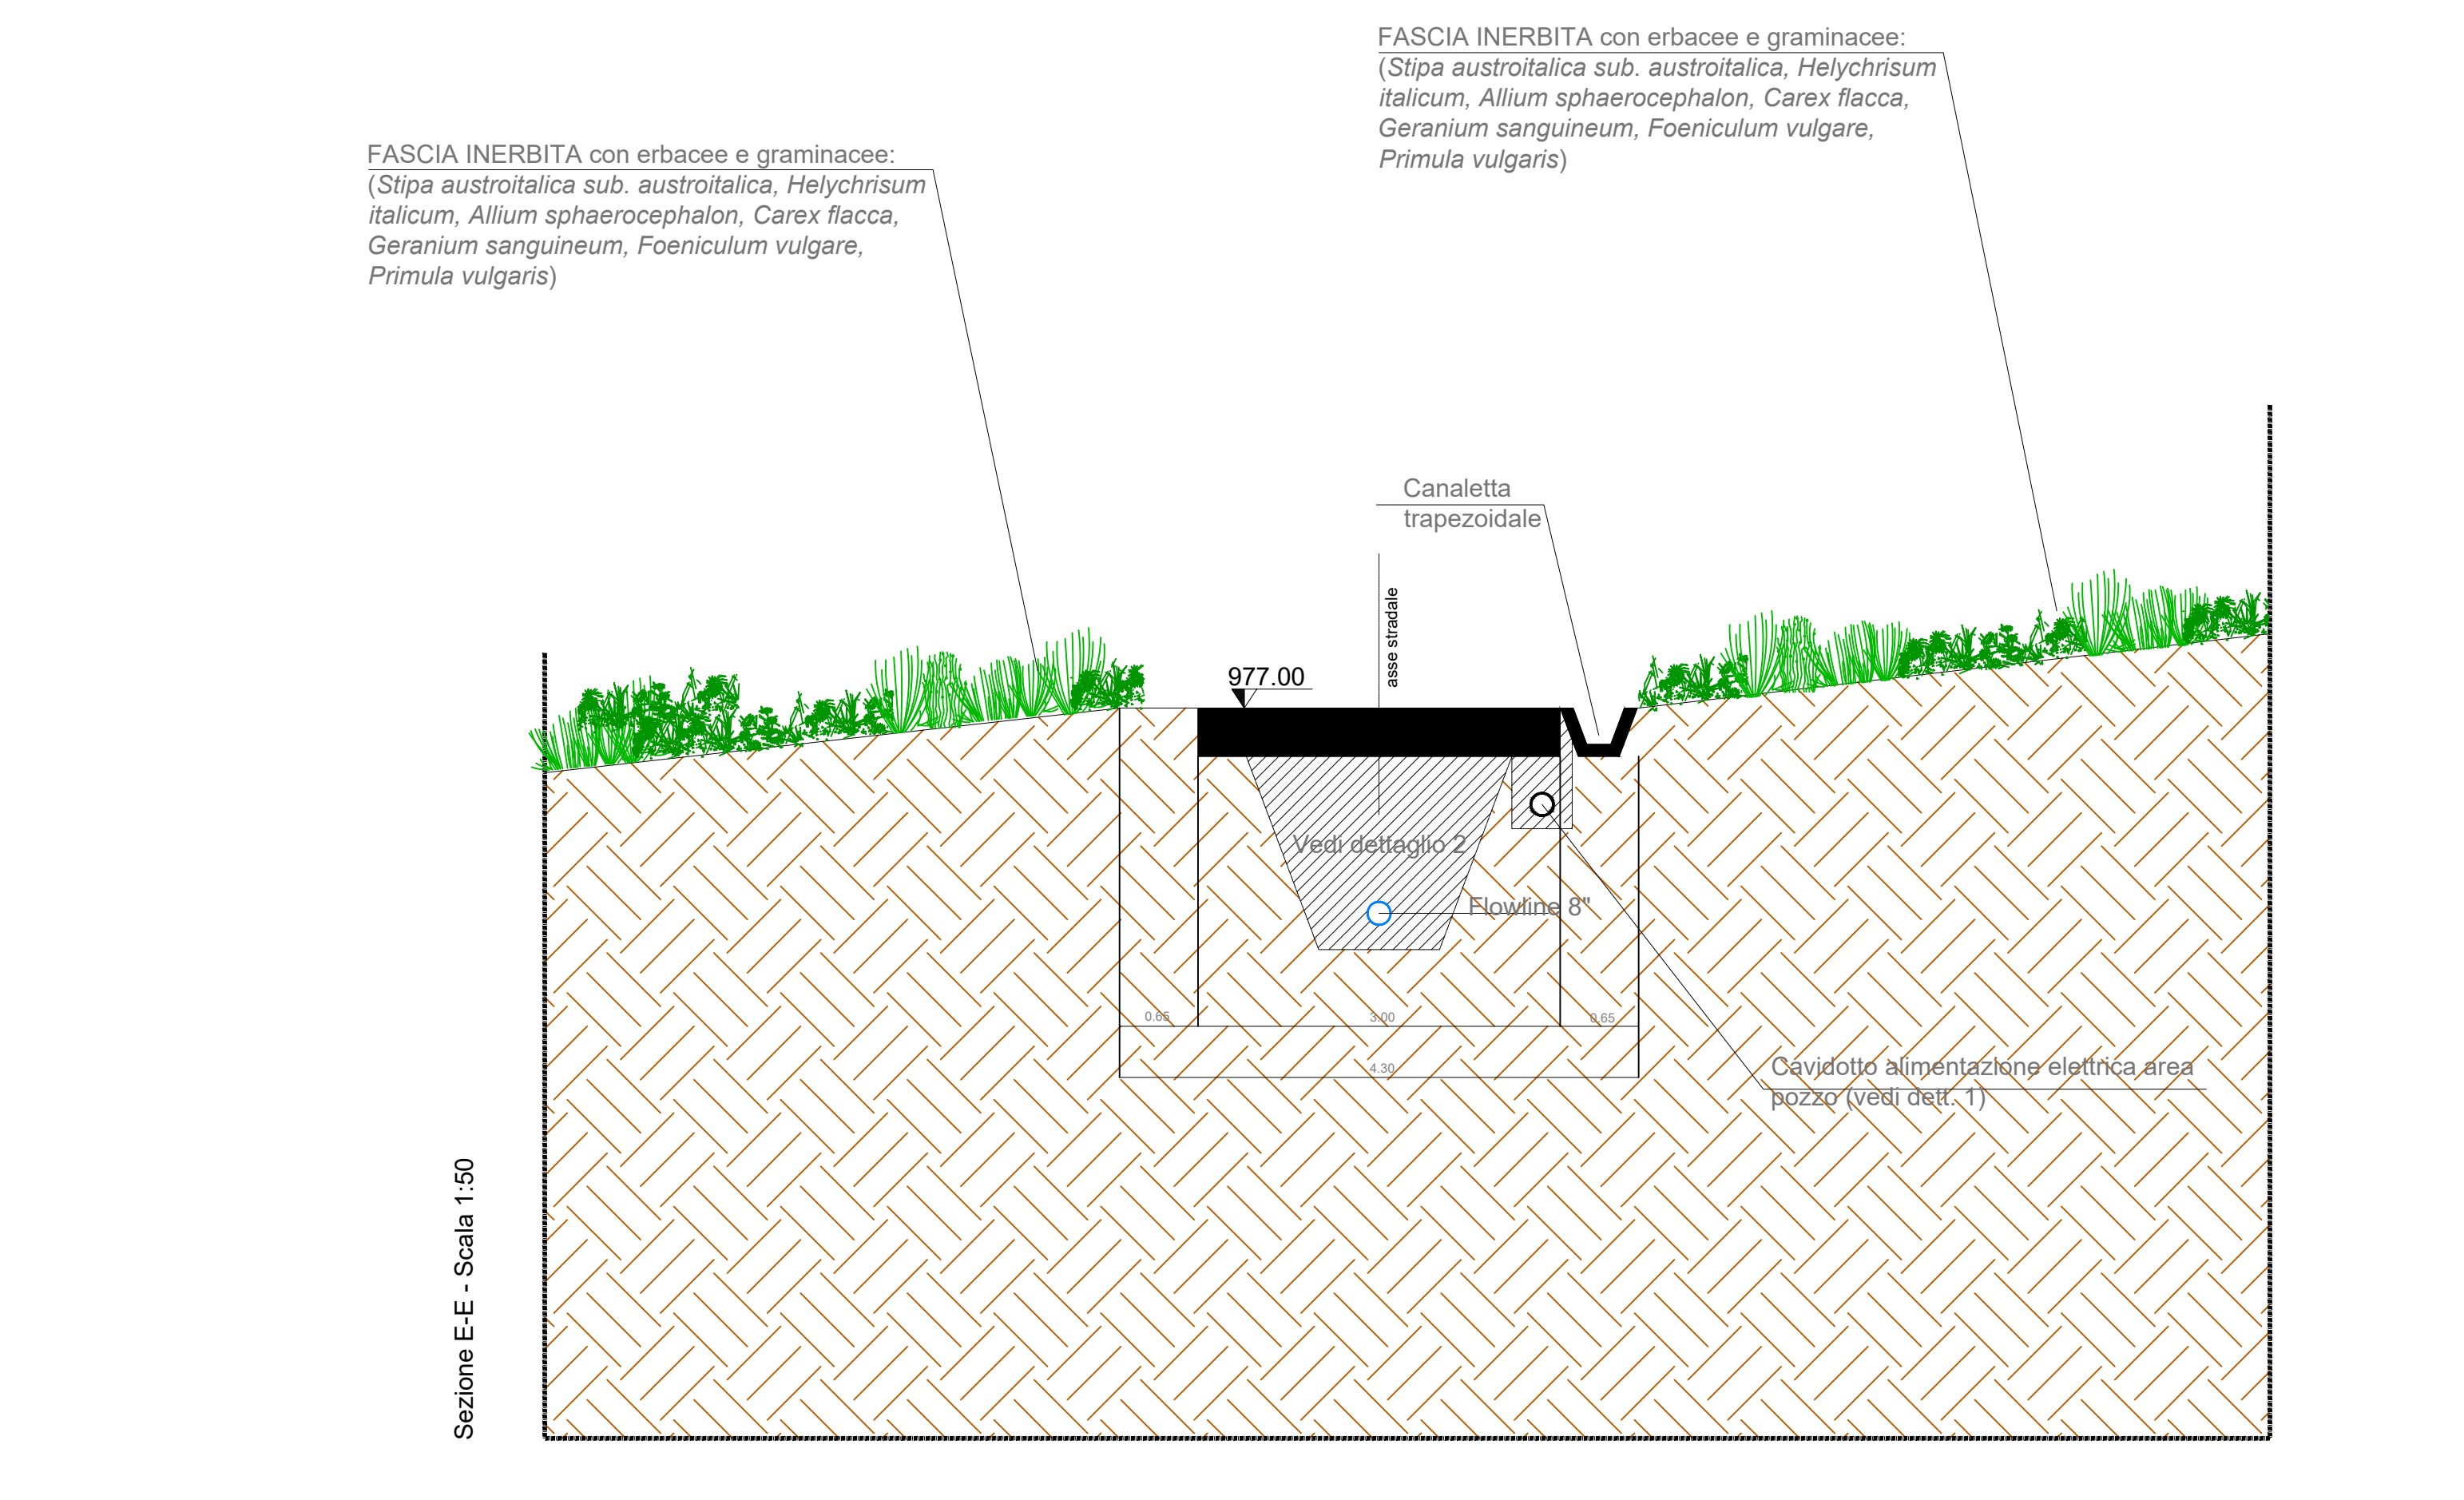 FASCIA INERBITA con erbacee e graminacee:
(Stipa austroitalica sub. austroitalica, Helychrisum
italicum, Allium sphaerocephalon, Carex flacca,
Geranium sanguineum, Foeniculum vulgare,
Primula vulgaris)
FASCIA INERBITA con erbacee e graminacee:
(Stipa austroitalica sub. austroitalica, Helychrisum
italicum, Allium sphaerocephalon, Carex flacca,
Geranium sanguineum, Foeniculum vulgare,
Primula vulgaris)
Canaletta
trapezoidale
asse stradale
977.00
Vedi dettaglio 2
Flowline 8"
0.65
3.00
0.65
4.30
Cavidotto alimentazione elettrica area
pozzo (vedi dett. 1)
Sezione E-E - Scala 1:50